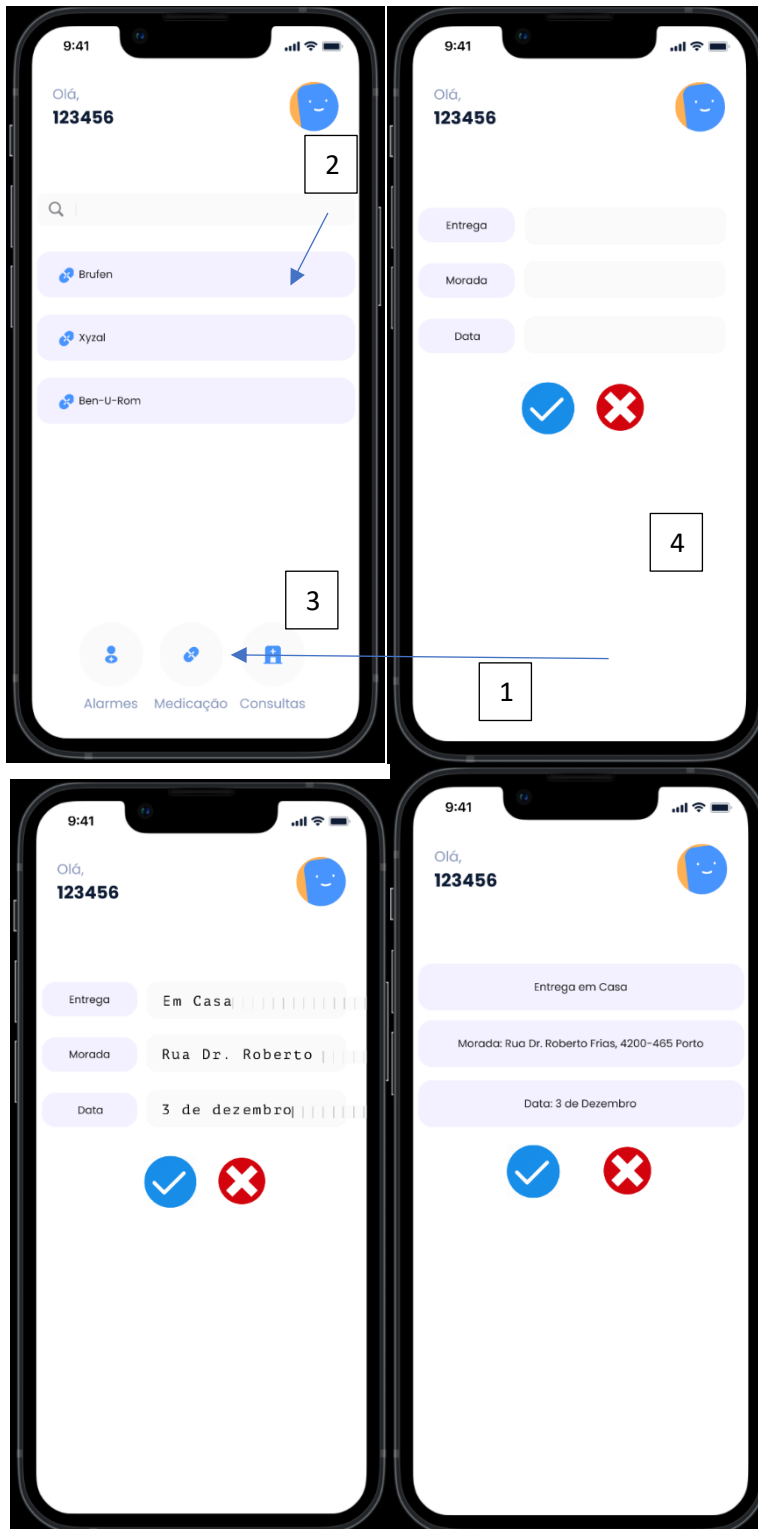 9:41
Olá,
123456
2
Brufen
Xyzal
Ben-U-Rom
3
Alarmes Medicação Consultas
9:41
Olá,
123456
Entrega
Morada
Data
4
1
9:41
Olá,
123456
Entrega Em Casa
Morada Rua Dr. Roberto
Data 3 de dezembro
9:41
Olá,
123456
Entrega em Casa
Morada: Rua Dr. Roberto Frias, 4200-465 Porto
Data: 3 de Dezembro